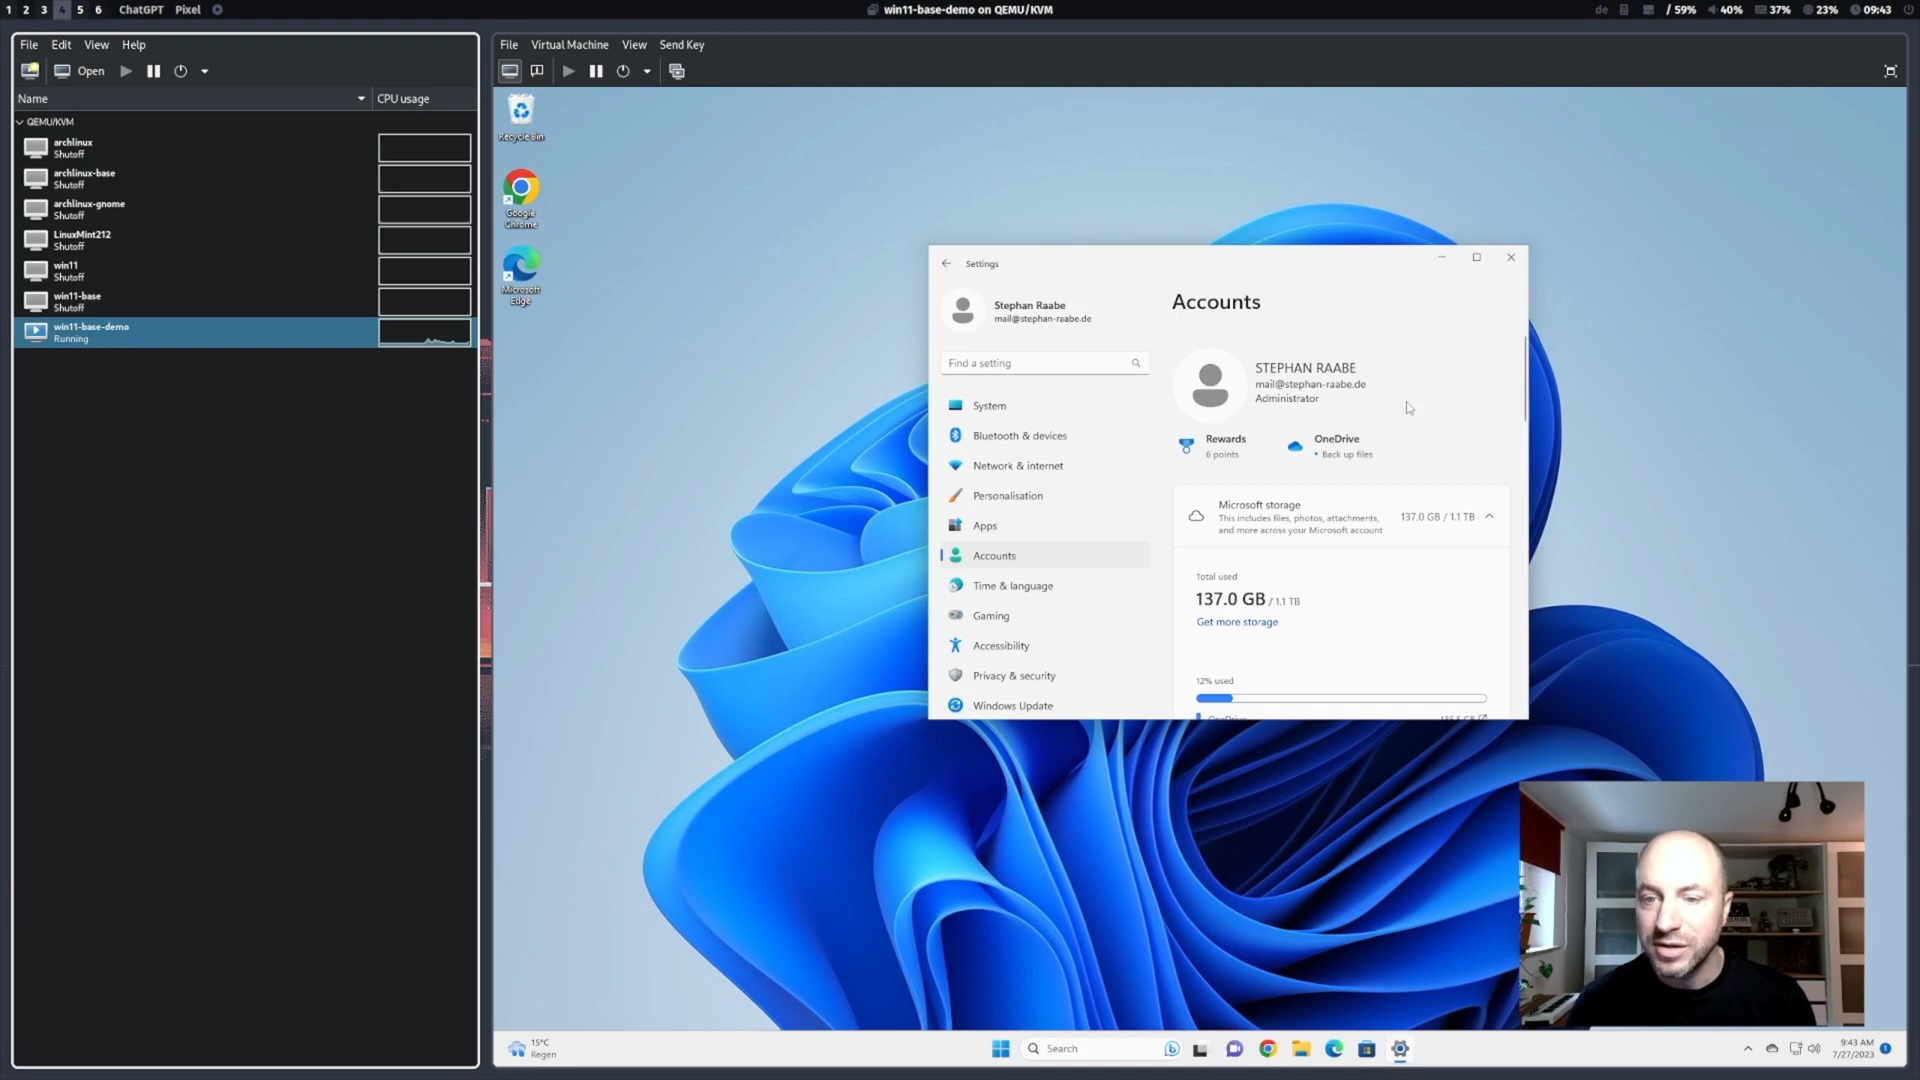 1 2 3 4 5 6 ChatGPT Pixel
win11-base-demo on QEMU/KVM
de / 59% 40% 37% 23% 09:43
File Edit View Help
Open
Name CPU usage
QEMU/KVM
archlinux
Shutoff
archlinux-base
Shutoff
archlinux-gnome
Shutoff
LinuxMint212
Shutoff
win11
Shutoff
win11-base
Shutoff
win11-base-demo
Running
File Virtual Machine View Send Key
Recycle Bin
Google
Chrome
Microsoft
Edge
Settings
Stephan Raabe
mail@stephan-raabe.de
Find a setting
System
Bluetooth & devices
Network & internet
Personalisation
Apps
Accounts
Time & language
Gaming
Accessibility
Privacy & security
Windows Update
Accounts
STEPHAN RAABE
mail@stephan-raabe.de
Administrator
Rewards
6 points
OneDrive
• Back up files
Microsoft storage
This includes files, photos, attachments,
and more across your Microsoft account
137.0 GB / 1.1 TB
Total used
137.0 GB / 1.1 TB
Get more storage
12% used
OneDrive 135.5 GB
15°C
Regen
Search
9:43 AM
7/27/2023
1